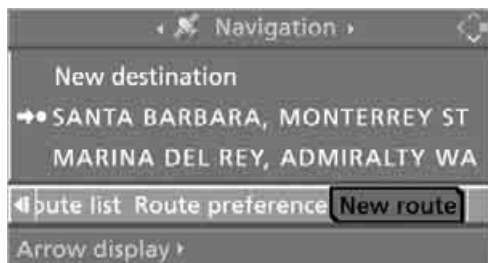 Navigation
New destination
SANTA BARBARA, MONTERREY ST
MARINA DEL REY, ADMIRALTY WA
oute list Route preference New route
Arrow display